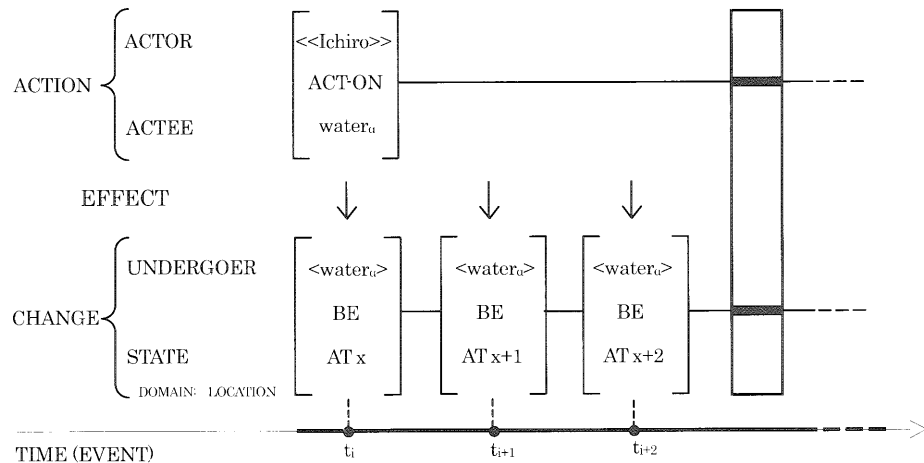 ACTOR <<Ichiro>>
ACTION ACT-ON
ACTEE waterα
EFFECT
UNDERGOER <waterα> <waterα> <waterα>
CHANGE BE BE BE
STATE AT x AT x+1 AT x+2
DOMAIN: LOCATION
ti ti+1 ti+2
TIME (EVENT)